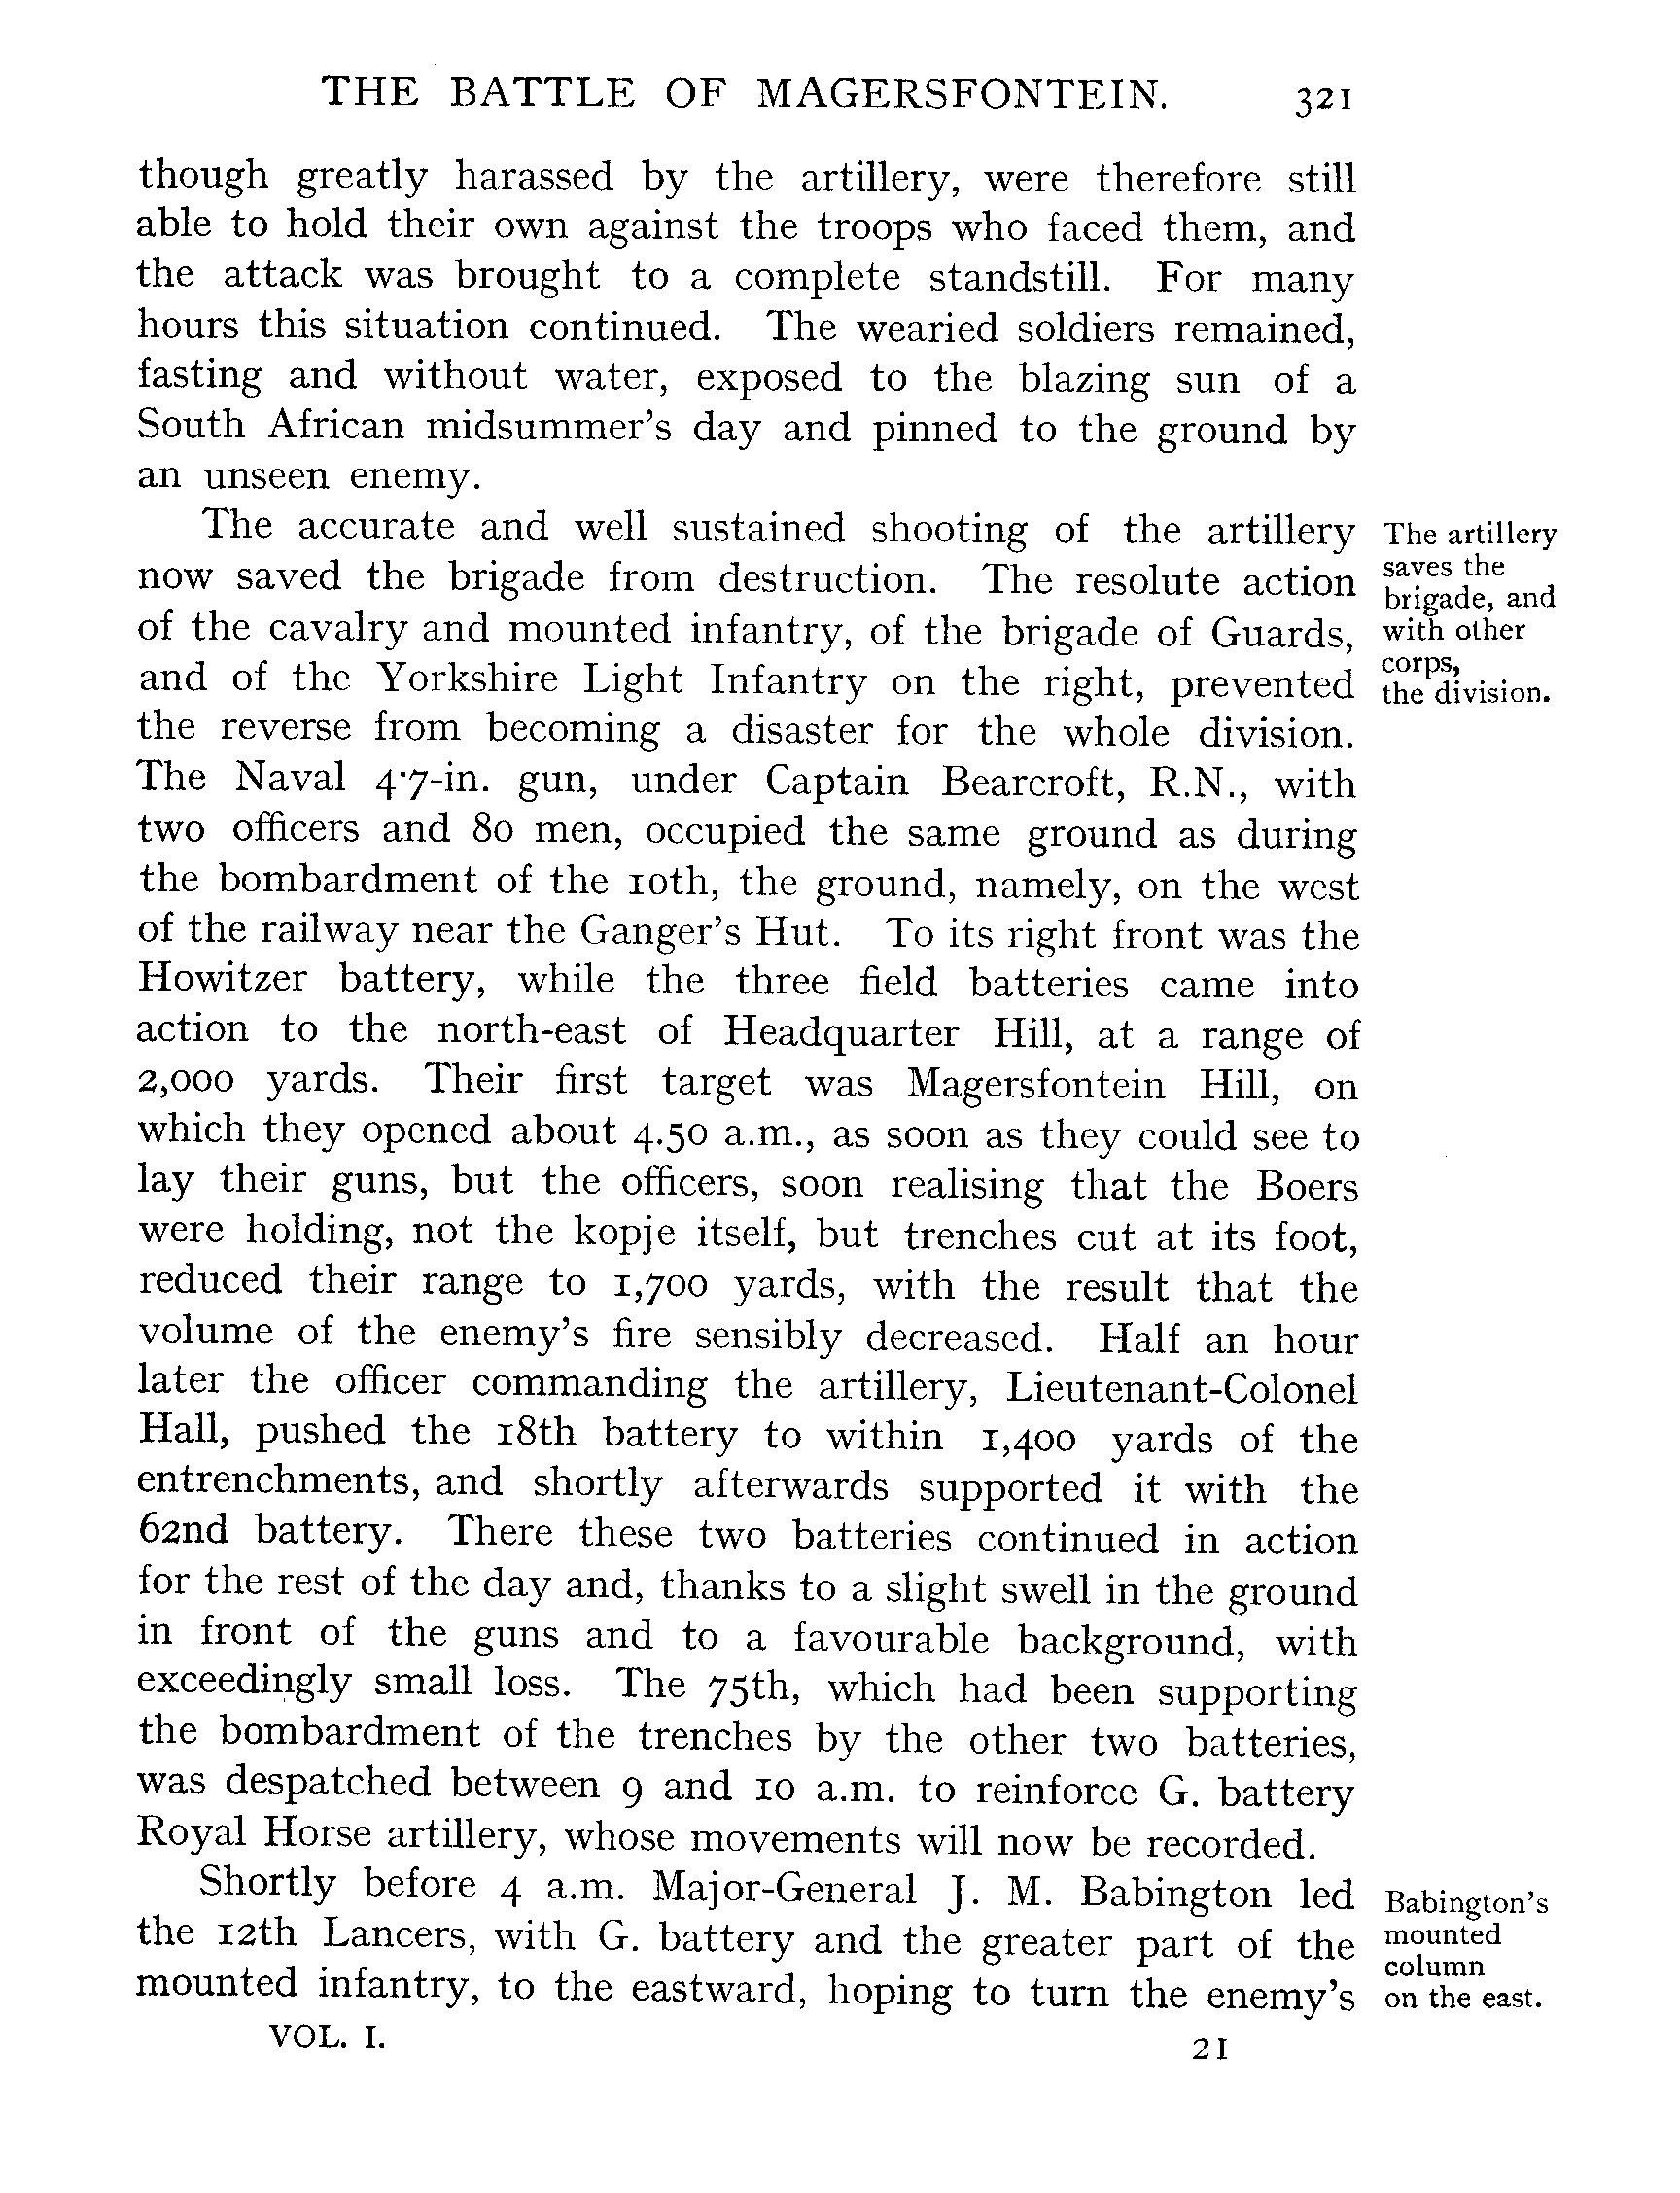 THE BATTLE OF MAGERSFONTEIN. 321
though greatly harassed by the artillery, were therefore still
able to hold their own against the troops who faced them, and
the attack was brought to a complete standstill. For many
hours this situation continued. The wearied soldiers remained,
fasting and without water, exposed to the blazing sun of a
South African midsummer's day and pinned to the ground by
an unseen enemy.
The accurate and well sustained shooting of the artillery
now saved the brigade from destruction. The resolute action
of the cavalry and mounted infantry, of the brigade of Guards,
and of the Yorkshire Light Infantry on the right, prevented
the reverse from becoming a disaster for the whole division.
The Naval 4·7-in. gun, under Captain Bearcroft, R.N., with
two officers and 80 men, occupied the same ground as during
the bombardment of the 10th, the ground, namely, on the west
of the railway near the Ganger's Hut. To its right front was the
Howitzer battery, while the three field batteries came into
action to the north-east of Headquarter Hill, at a range of
2,000 yards. Their first target was Magersfontein Hill, on
which they opened about 4.50 a.m., as soon as they could see to
lay their guns, but the officers, soon realising that the Boers
were holding, not the kopje itself, but trenches cut at its foot,
reduced their range to 1,700 yards, with the result that the
volume of the enemy's fire sensibly decreased. Half an hour
later the officer commanding the artillery, Lieutenant-Colonel
Hall, pushed the 18th battery to within 1,400 yards of the
entrenchments, and shortly afterwards supported it with the
62nd battery. There these two batteries continued in action
for the rest of the day and, thanks to a slight swell in the ground
in front of the guns and to a favourable background, with
exceedingly small loss. The 75th, which had been supporting
the bombardment of the trenches by the other two batteries,
was despatched between 9 and 10 a.m. to reinforce G. battery
Royal Horse artillery, whose movements will now be recorded.
Shortly before 4 a.m. Major-General J. M. Babington led
the 12th Lancers, with G. battery and the greater part of the
mounted infantry, to the eastward, hoping to turn the enemy's
The artillery
saves the
brigade, and
with other
corps,
the division.
Babington's
mounted
column
on the east.
VOL. I. 21